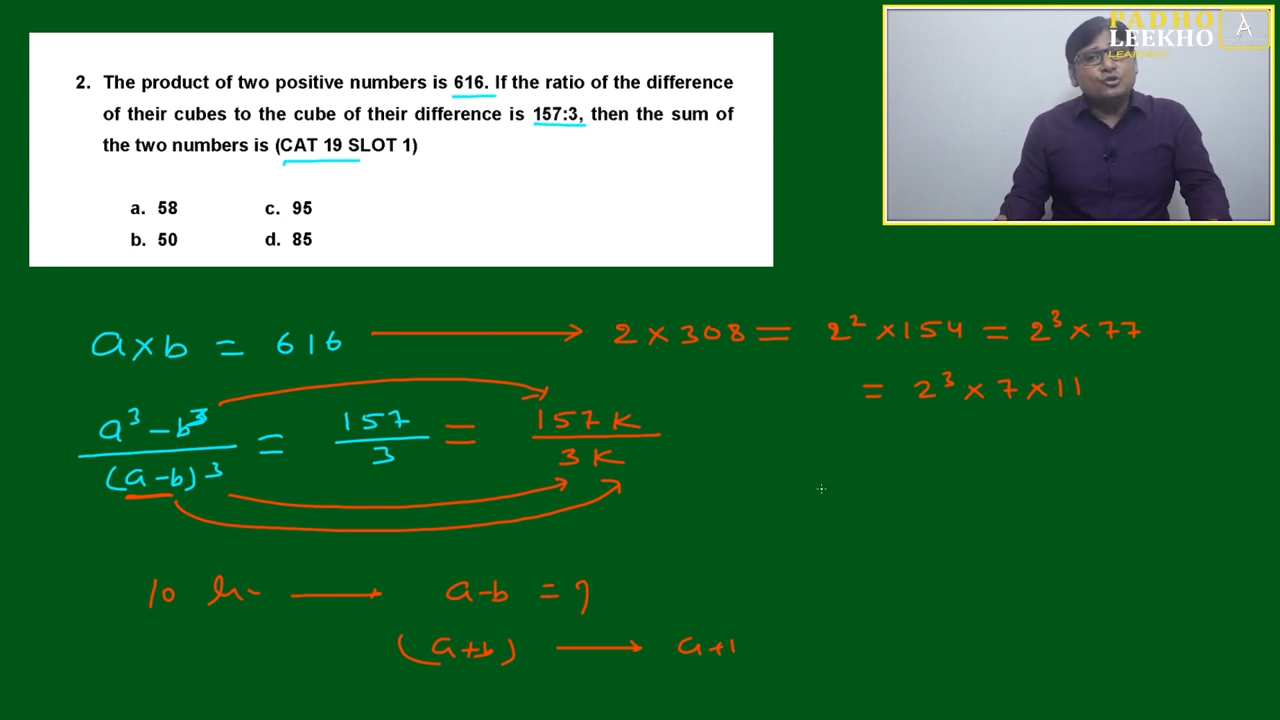 PADHO
LEEKHO
LEARNING
2. The product of two positive numbers is 616. If the ratio of the difference
of their cubes to the cube of their difference is 157:3, then the sum of
the two numbers is (CAT 19 SLOT 1)
a. 58 c. 95
b. 50 d. 85
a×b = 616 → 2×308 = 2² ×154 = 2³ ×77
= 2³ × 7 × 11
a³ – b³ / (a–b)³ = 157 / 3 = 157K / 3K
10 → a–b = ?
(a+b) → a+1